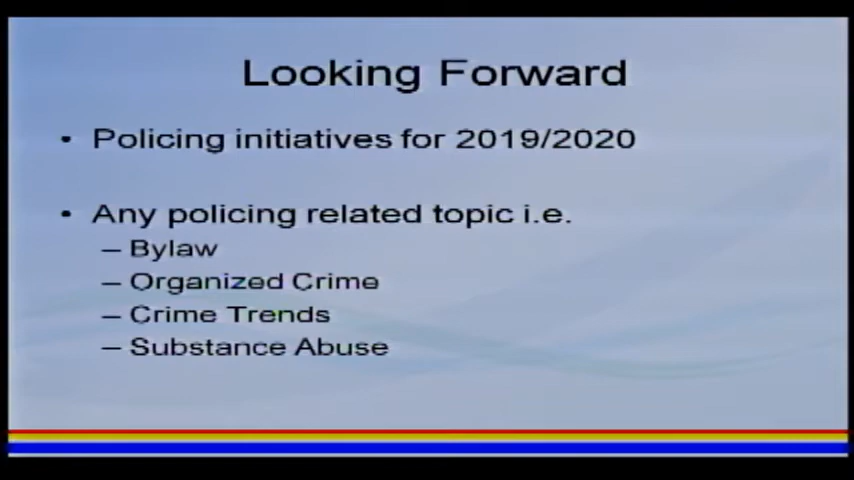 Looking Forward
• Policing initiatives for 2019/2020
• Any policing related topic i.e.
– Bylaw
– Organized Crime
– Crime Trends
– Substance Abuse